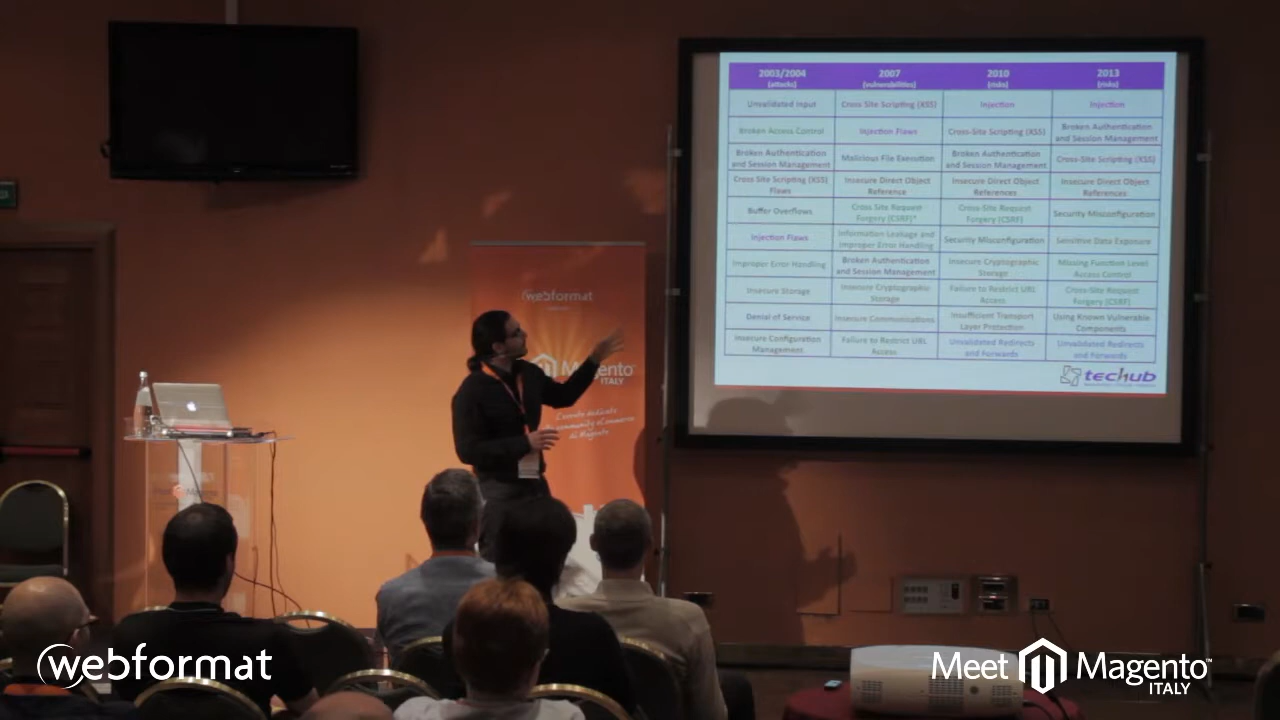 2003/2004 2007 2010 2013
(attacks) (vulnerabilities) (risks) (risks)
Unvalidated Input Cross Site Scripting (XSS) Injection Injection
Broken Access Control Injection Flaws Cross-Site Scripting (XSS) Broken Authentication and Session Management
Broken Authentication and Session Management Malicious File Execution Broken Authentication and Session Management Cross-Site Scripting (XSS)
Cross Site Scripting (XSS) Flaws Insecure Direct Object Reference Insecure Direct Object References Insecure Direct Object References
Buffer Overflows Cross Site Request Forgery (CSRF)* Cross-Site Request Forgery (CSRF) Security Misconfiguration
Injection Flaws Information Leakage and Improper Error Handling Security Misconfiguration Sensitive Data Exposure
Improper Error Handling Broken Authentication and Session Management Insecure Cryptographic Storage Missing Function Level Access Control
Insecure Storage Insecure Cryptographic Storage Failure to Restrict URL Access Cross-Site Request Forgery (CSRF)
Denial of Service Insecure Communications Insufficient Transport Layer Protection Using Known Vulnerable Components
Insecure Configuration Management Failure to Restrict URL Access Unvalidated Redirects and Forwards Unvalidated Redirects and Forwards
techub
webformat
Magento
ITALY
L'evento dedicato
community eCommerce
di Magento
webformat
Meet Magento™
ITALY